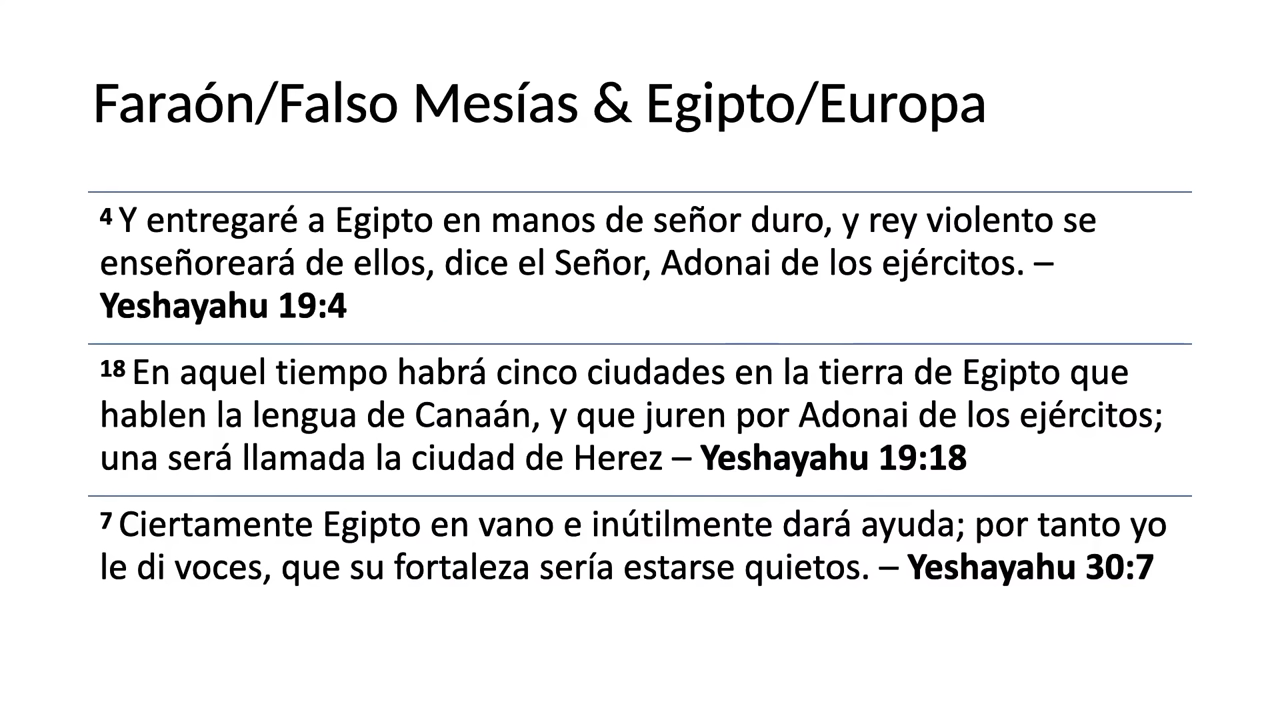 Faraón/Falso Mesías & Egipto/Europa
4 Y entregaré a Egipto en manos de señor duro, y rey violento se
enseñoreará de ellos, dice el Señor, Adonai de los ejércitos. –
Yeshayahu 19:4
18 En aquel tiempo habrá cinco ciudades en la tierra de Egipto que
hablen la lengua de Canaán, y que juren por Adonai de los ejércitos;
una será llamada la ciudad de Herez – Yeshayahu 19:18
7 Ciertamente Egipto en vano e inútilmente dará ayuda; por tanto yo
le di voces, que su fortaleza sería estarse quietos. – Yeshayahu 30:7